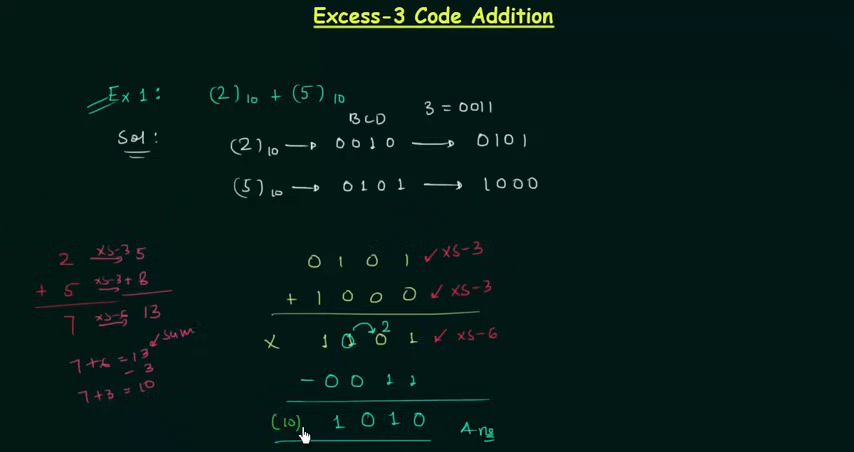 Excess-3 Code Addition
Ex 1: (2)10 + (5)10
BCD 3 = 0011
Sol: (2)10 → 0010 → 0101
(5)10 → 0101 → 1000
2 xs-3 5
+ 5 xs-3 + 8
7 xs-6 13
7+6 = 13 sum
- 3
7+3 = 10
0 1 0 1 ✓ xs-3
+ 1 0 0 0 ✓ xs-3
x 1 0 2 0 1 ✓ xs-6
- 0 0 1 1
(10) 1 0 1 0 Ans